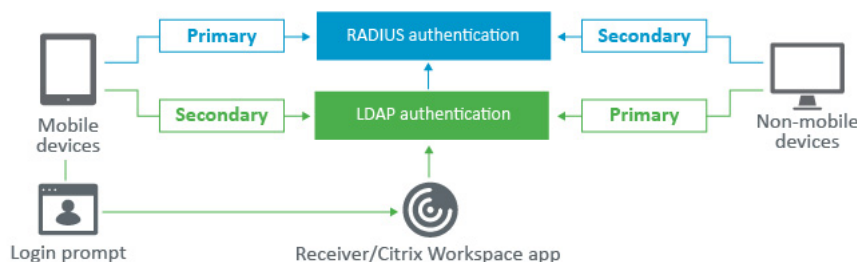 Primary
RADIUS authentication
Secondary
Secondary
LDAP authentication
Primary
Mobile
devices
Non-mobile
devices
Login prompt
Receiver/Citrix Workspace app